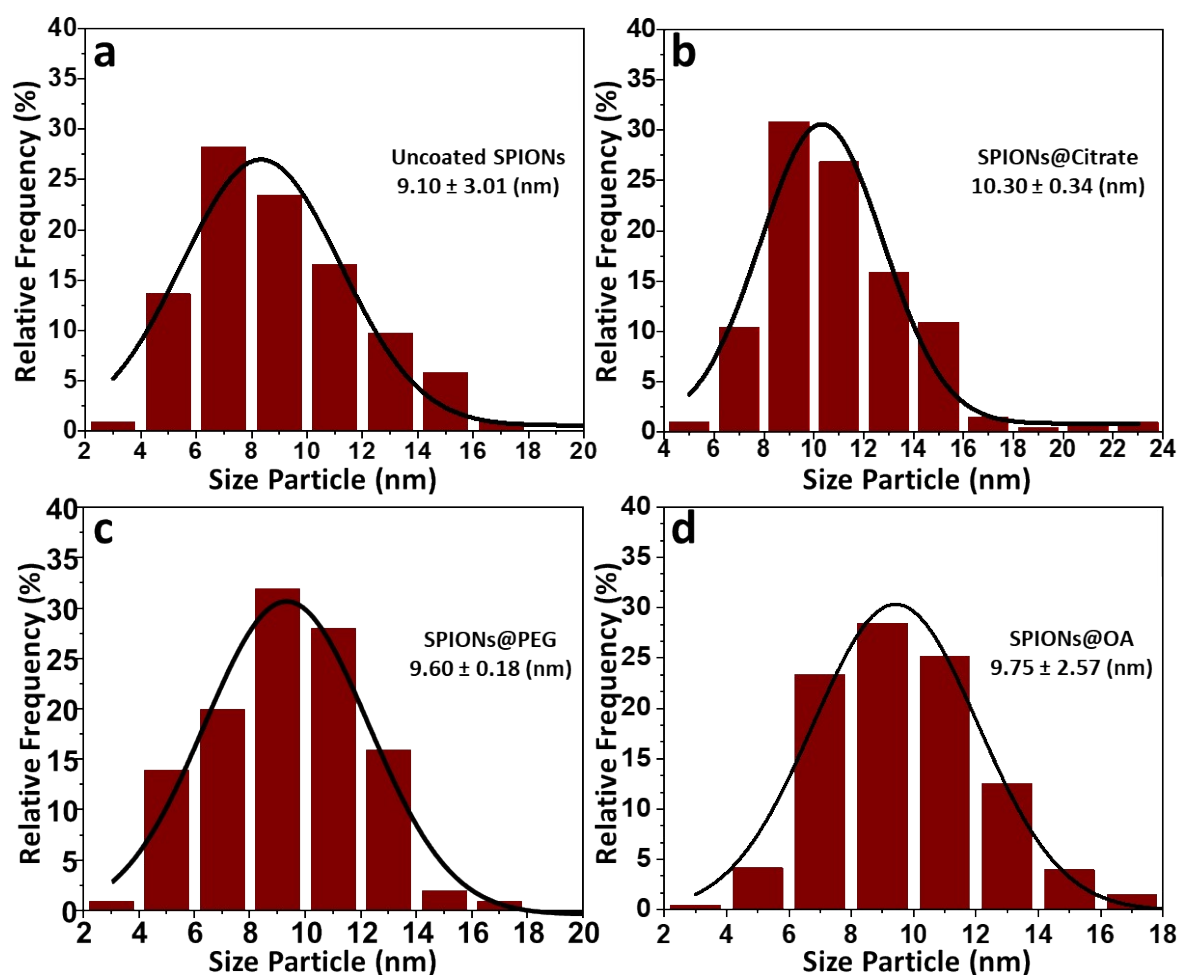 a
Relative Frequency (%)
40
35
30
25
20
15
10
5
0
Uncoated SPIONs
9.10 ± 3.01 (nm)
2 4 6 8 10 12 14 16 18 20
Size Particle (nm)
b
Relative Frequency (%)
40
35
30
25
20
15
10
5
0
SPIONs@Citrate
10.30 ± 0.34 (nm)
4 6 8 10 12 14 16 18 20 22 24
Size Particle (nm)
c
Relative Frequency (%)
40
35
30
25
20
15
10
5
0
SPIONs@PEG
9.60 ± 0.18 (nm)
2 4 6 8 10 12 14 16 18 20
Size Particle (nm)
d
Relative Frequency (%)
40
35
30
25
20
15
10
5
0
SPIONs@OA
9.75 ± 2.57 (nm)
2 4 6 8 10 12 14 16 18
Size Particle (nm)